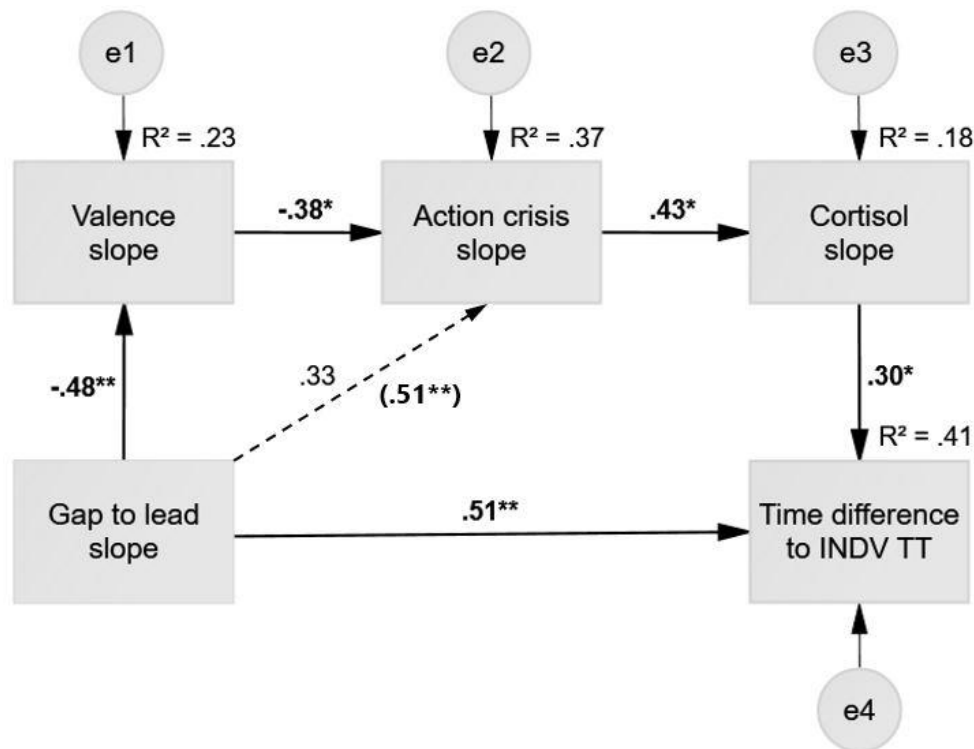 e1
e2
e3
R² = .23
R² = .37
R² = .18
Valence
slope
-.38*
Action crisis
slope
.43*
Cortisol
slope
-.48**
.33
(.51**)
.30*
R² = .41
Gap to lead
slope
.51**
Time difference
to INDV TT
e4